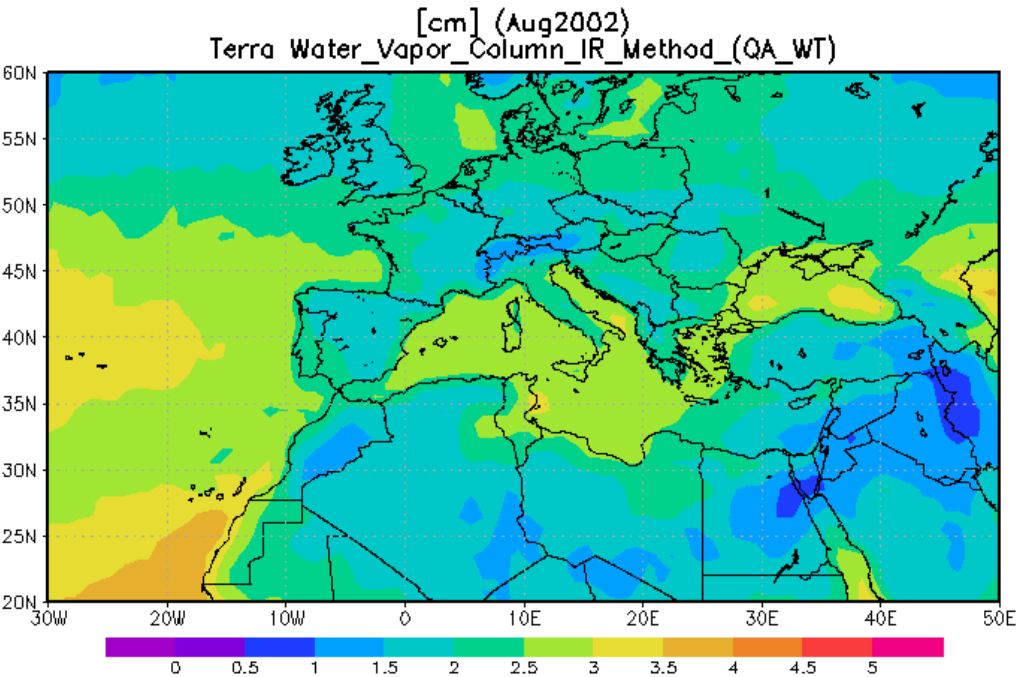 [cm] (Aug2002)
Terra Water_Vapor_Column_IR_Method_(QA_WT)
60N
55N
50N
45N
40N
35N
30N
25N
20N
30W 20W 10W 0 10E 20E 30E 40E 50E
0 0.5 1 1.5 2 2.5 3 3.5 4 4.5 5